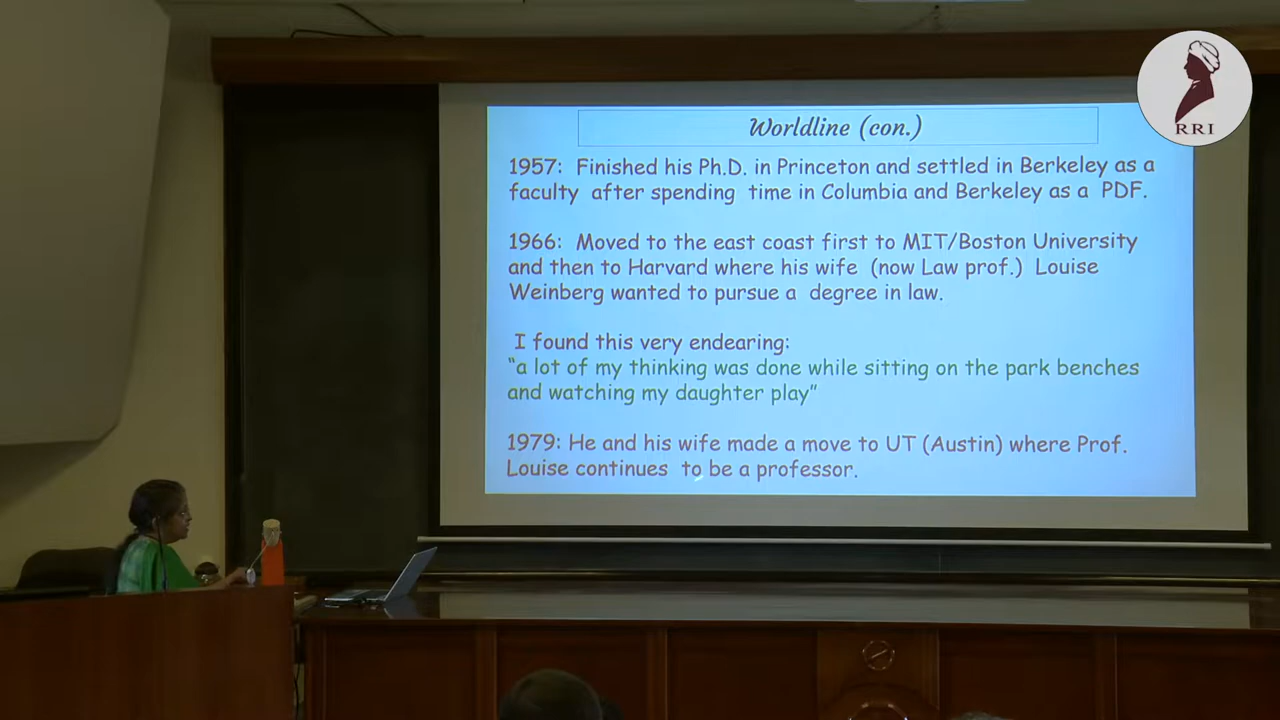 RRI
Worldline (con.)
1957: Finished his Ph.D. in Princeton and settled in Berkeley as a
faculty after spending time in Columbia and Berkeley as a PDF.
1966: Moved to the east coast first to MIT/Boston University
and then to Harvard where his wife (now Law prof.) Louise
Weinberg wanted to pursue a degree in law.
I found this very endearing:
“a lot of my thinking was done while sitting on the park benches
and watching my daughter play”
1979: He and his wife made a move to UT (Austin) where Prof.
Louise continues to be a professor.